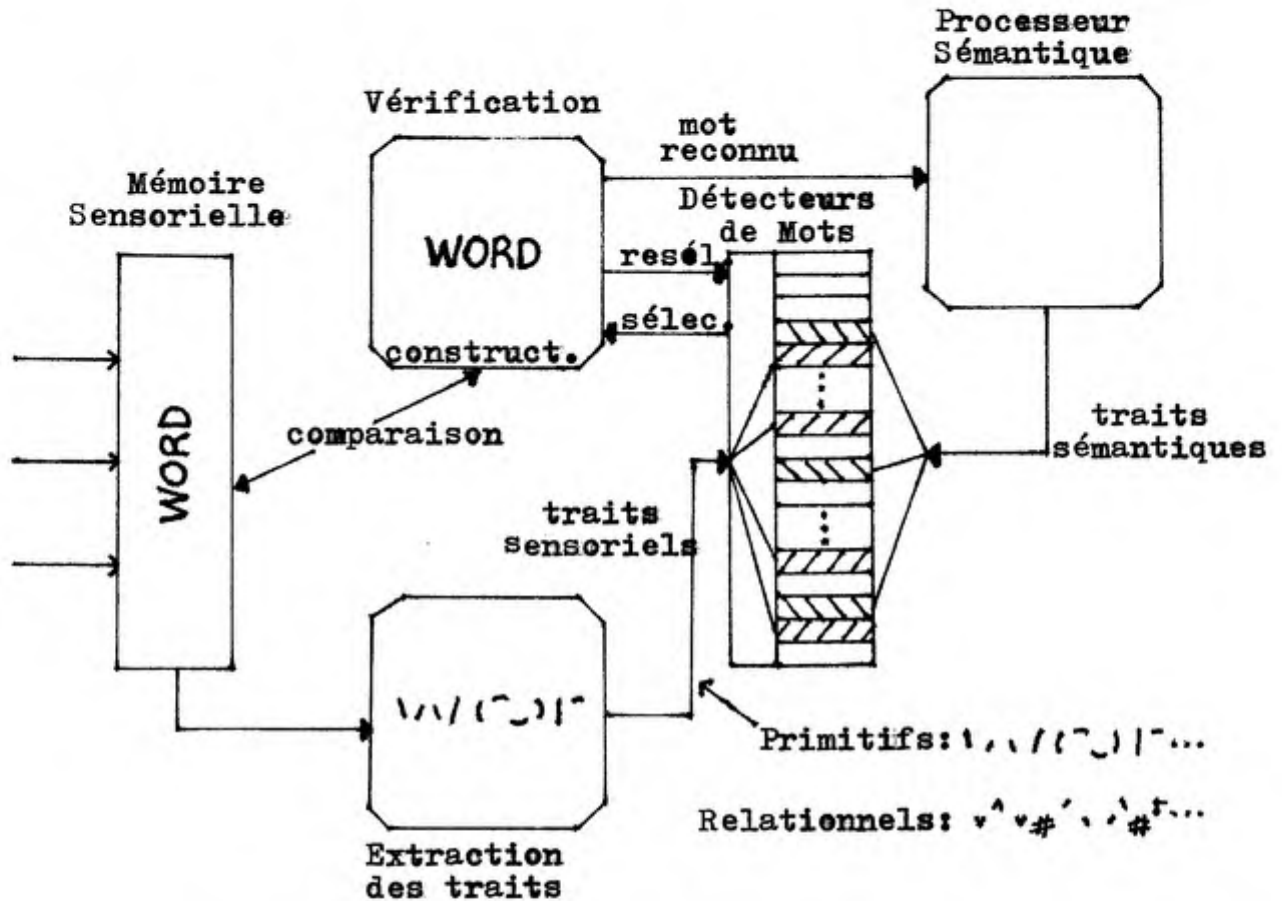 Processeur
Sémantique
Vérification
mot
reconnu
Mémoire
Sensorielle
Détecteurs
de Mots
WORD
resél
sélec
construct.
comparaison
WORD
traits
sémantiques
traits
sensoriels
Primitifs:
Relationnels:
Extraction
des traits